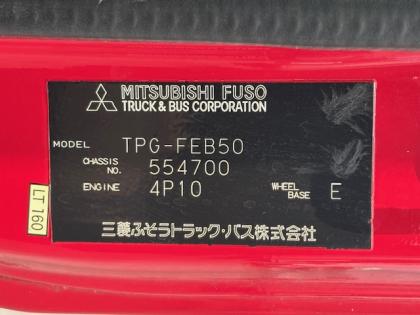 MITSUBISHI FUSO
TRUCK & BUS CORPORATION
MODEL TPG-FEB50
CHASSIS NO. 554700
ENGINE 4P10 WHEEL BASE E
三菱ふそうトラック・バス株式会社
LT160